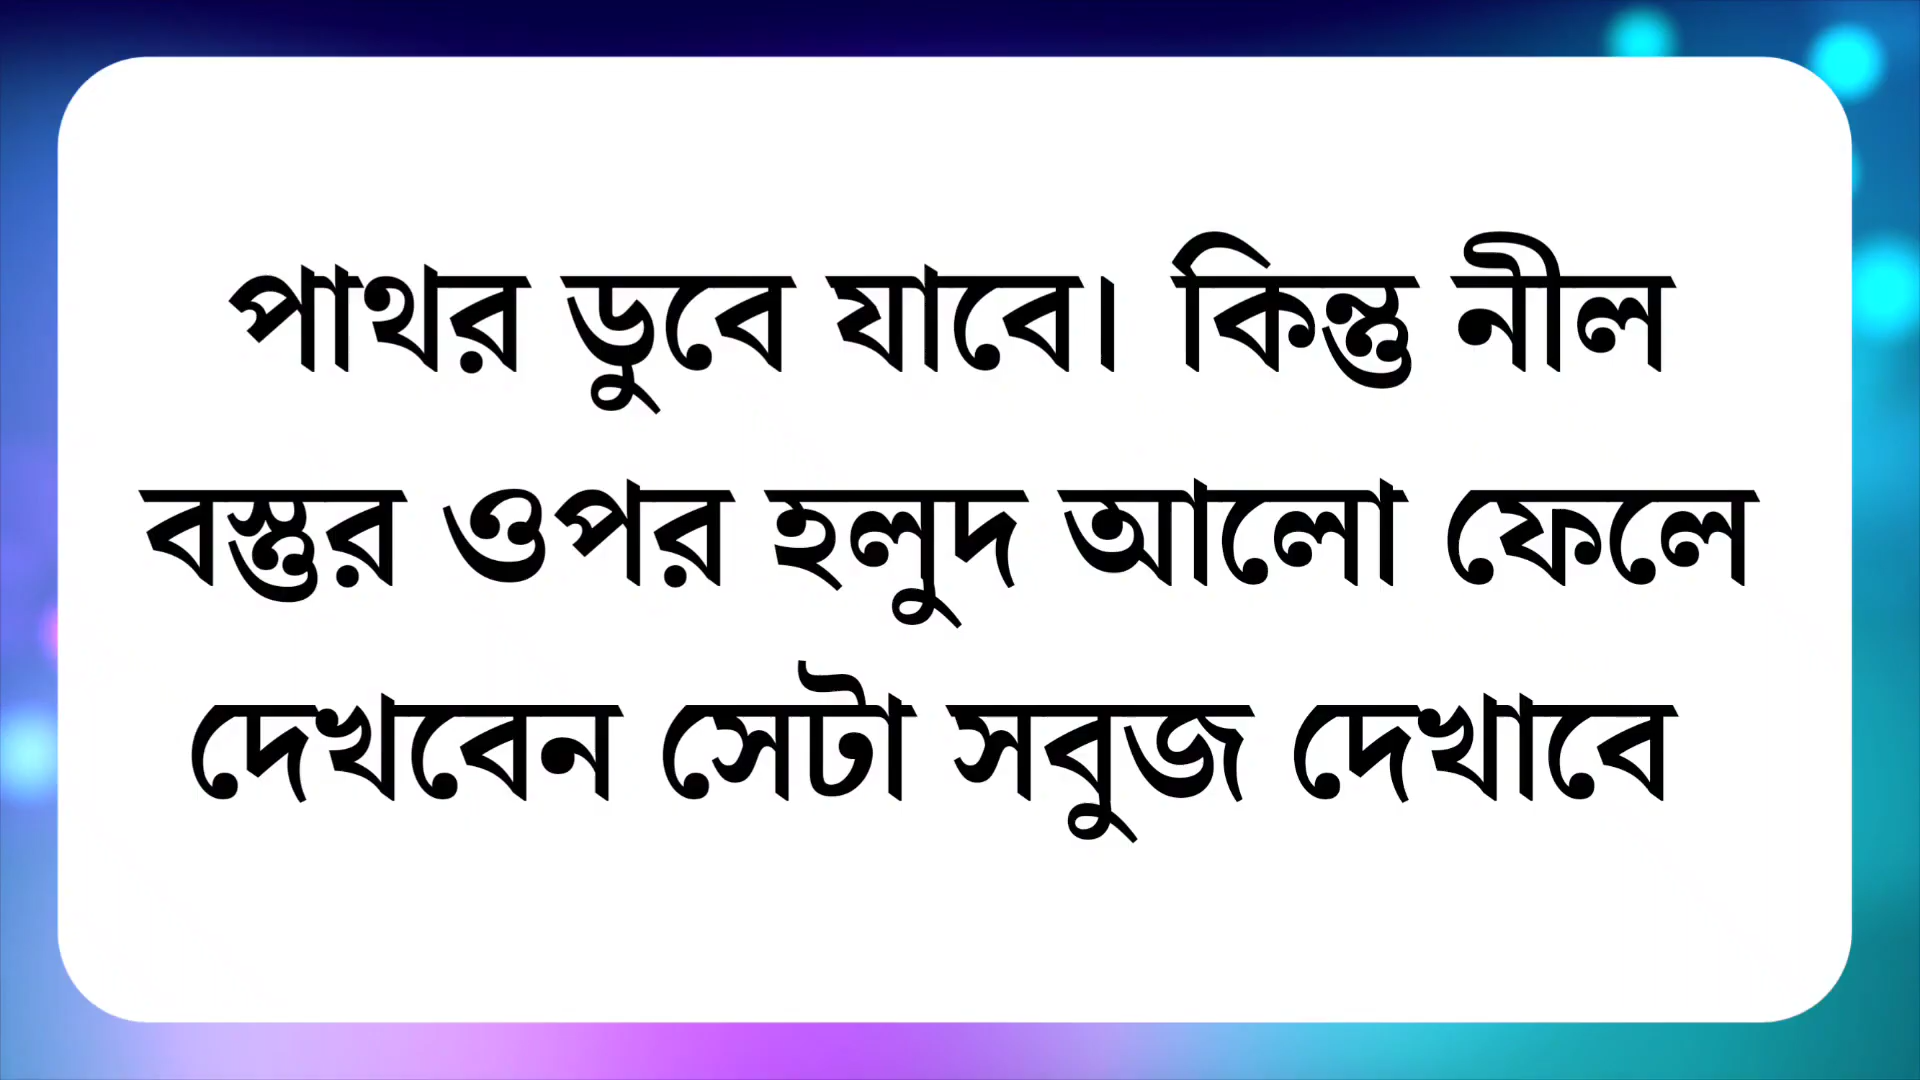 পাথর ডুবে যাবে। কিন্তু নীল
বস্তুর ওপর হলুদ আলো ফেলে
দেখবেন সেটা সবুজ দেখাবে